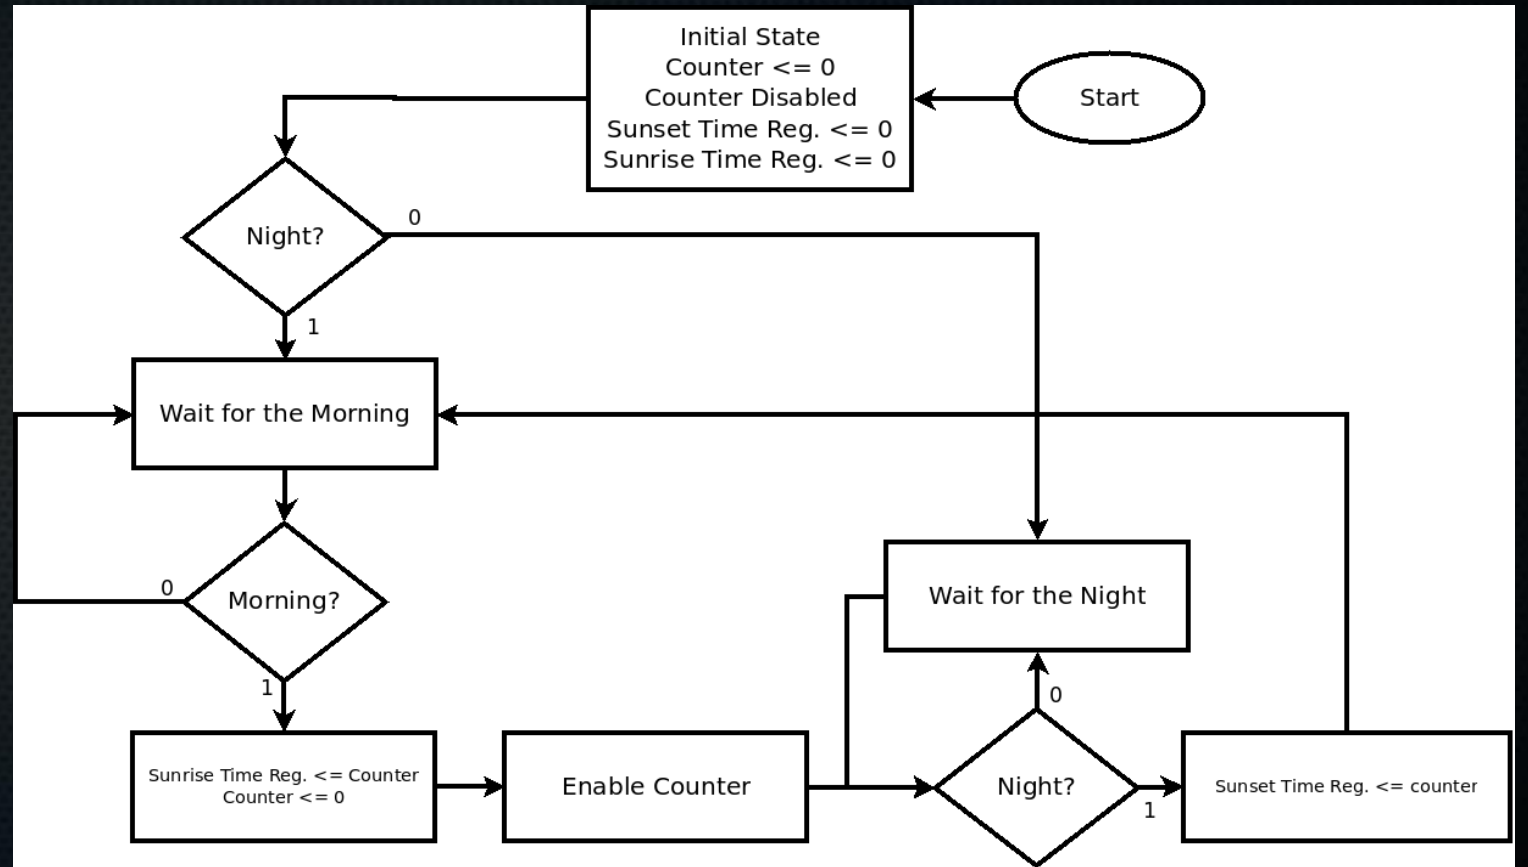 Initial State
Counter <= 0
Counter Disabled
Sunset Time Reg. <= 0
Sunrise Time Reg. <= 0
Start
Night?
0
1
Wait for the Morning
Morning?
0
1
Wait for the Night
0
Sunrise Time Reg. <= Counter
Counter <= 0
Enable Counter
Night?
1
Sunset Time Reg. <= counter